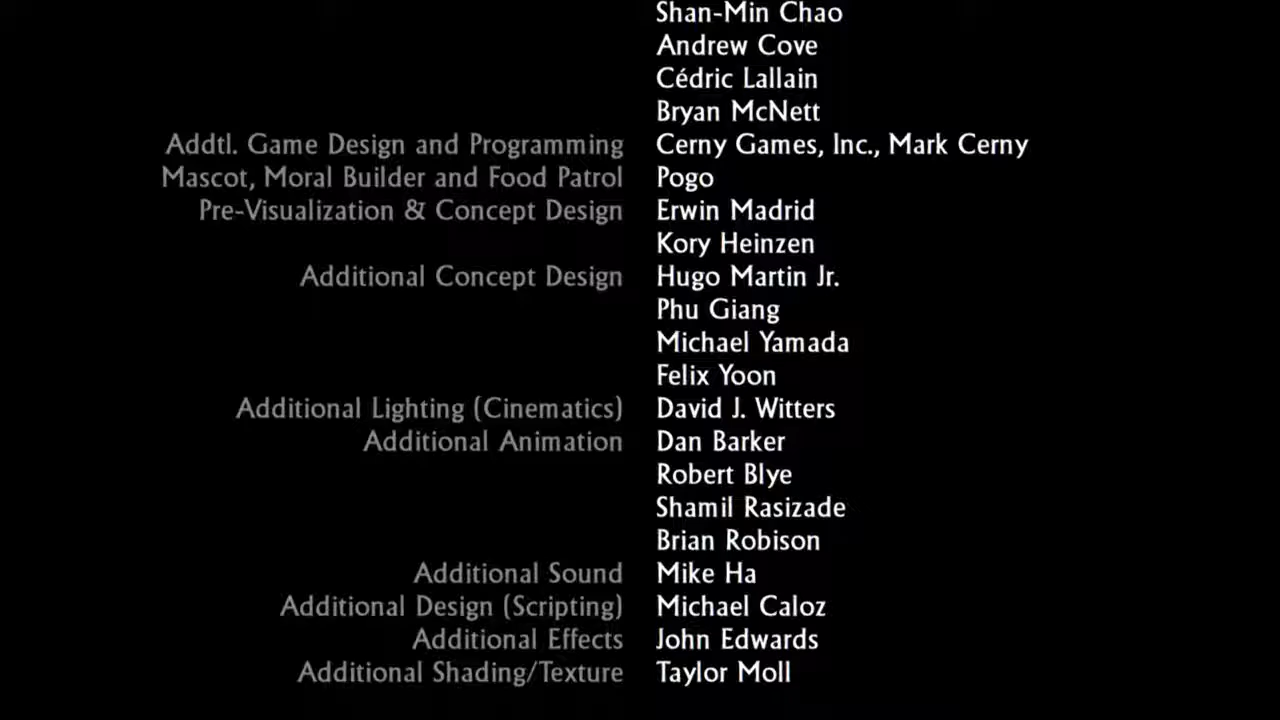 Shan-Min Chao
Andrew Cove
Cédric Lallain
Bryan McNett
Addtl. Game Design and Programming Cerny Games, Inc., Mark Cerny
Mascot, Moral Builder and Food Patrol Pogo
Pre-Visualization & Concept Design Erwin Madrid
Kory Heinzen
Additional Concept Design Hugo Martin Jr.
Phu Giang
Michael Yamada
Felix Yoon
Additional Lighting (Cinematics) David J. Witters
Additional Animation Dan Barker
Robert Blye
Shamil Rasizade
Brian Robison
Additional Sound Mike Ha
Additional Design (Scripting) Michael Caloz
Additional Effects John Edwards
Additional Shading/Texture Taylor Moll